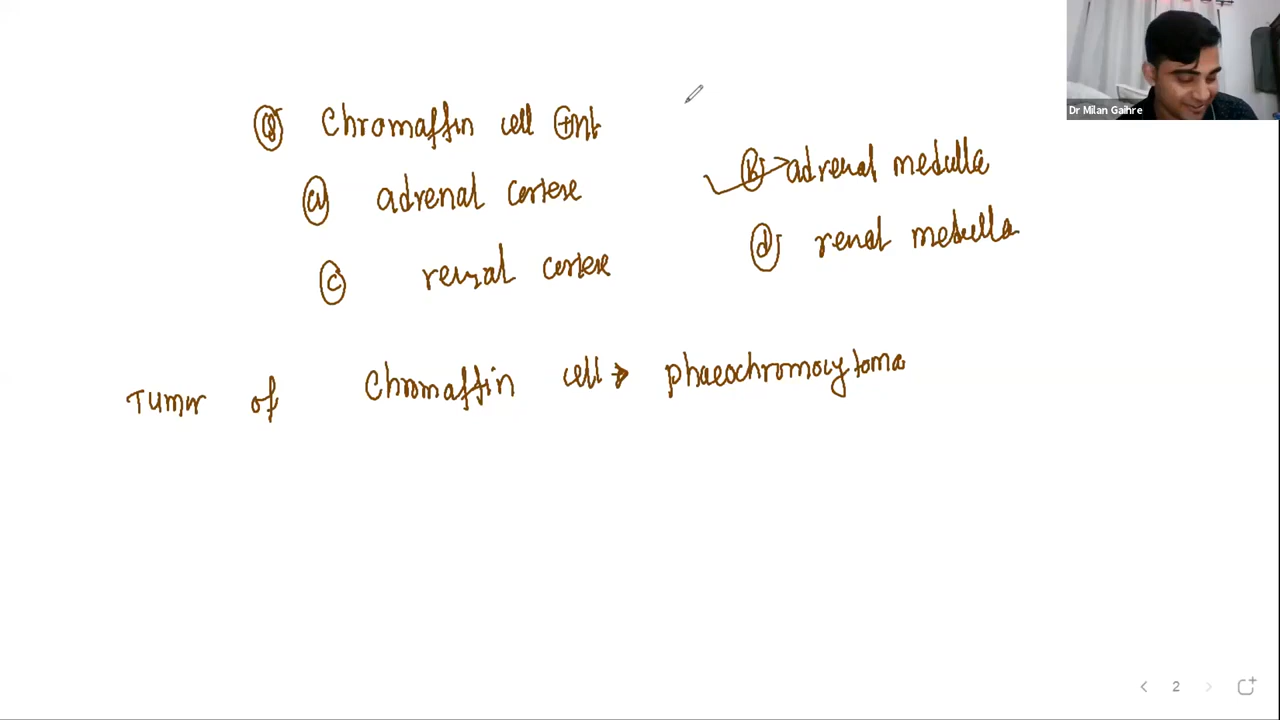 Q Chromaffin cell ⊕nt
a) adrenal cortex
b) adrenal medulla
c) renal cortex
d) renal medulla
Tumor of Chromaffin cell → phaeochromocytoma
Dr Milan Gaihre
2